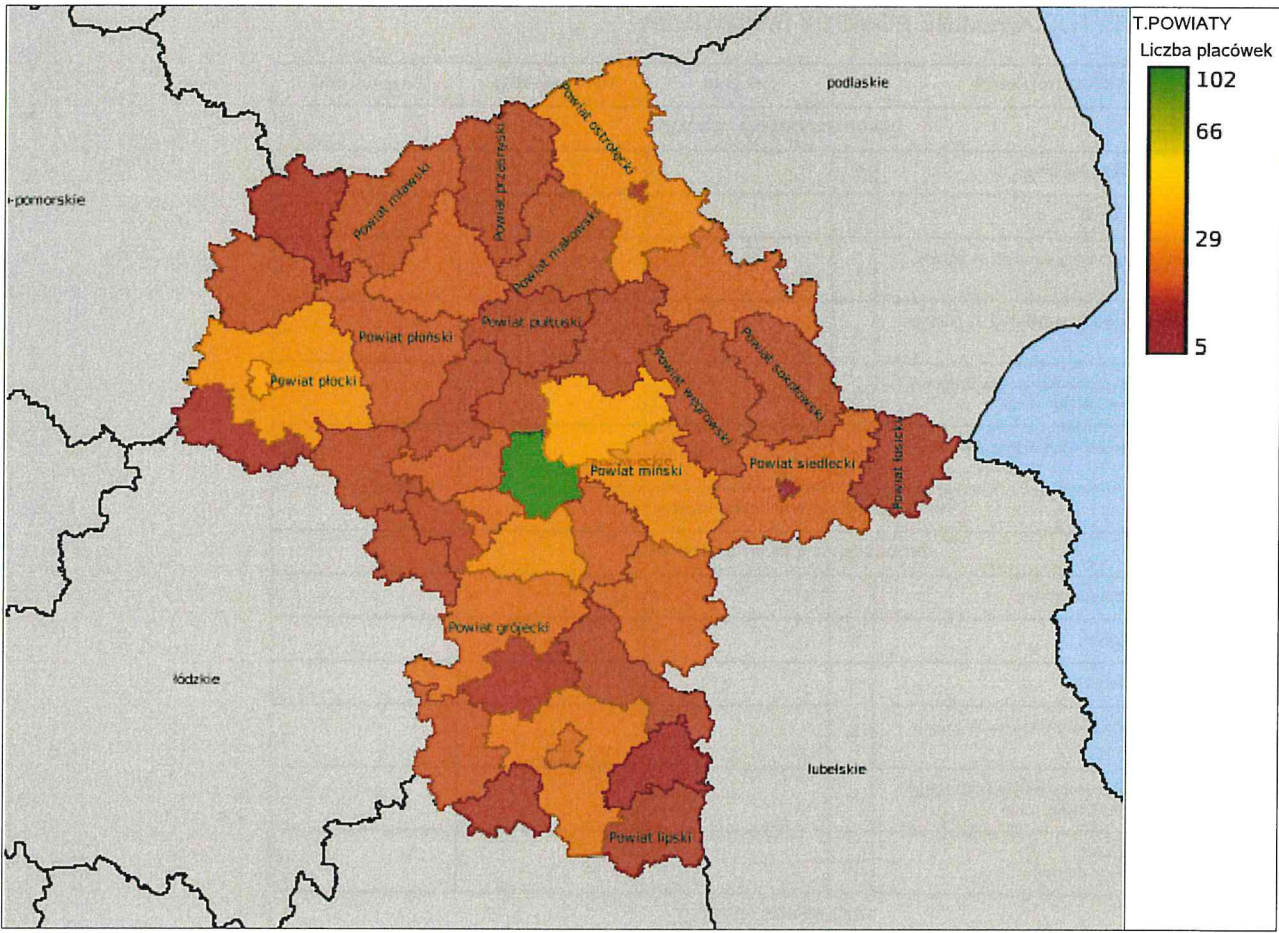 T.POWIATY
Liczba placówek
102
66
29
5
podlaskie
-pomorskie
Powiat ostrołęcki
Powiat przasnyski
Powiat mławski
Powiat makowski
Powiat pułtuski
Powiat płoński
Powiat płocki
Powiat węgrowski
Powiat sokołowski
Powiat siedlecki
Powiat łosicki
mazowieckie
Powiat miński
Powiat grójecki
łódzkie
lubelskie
Powiat lipski